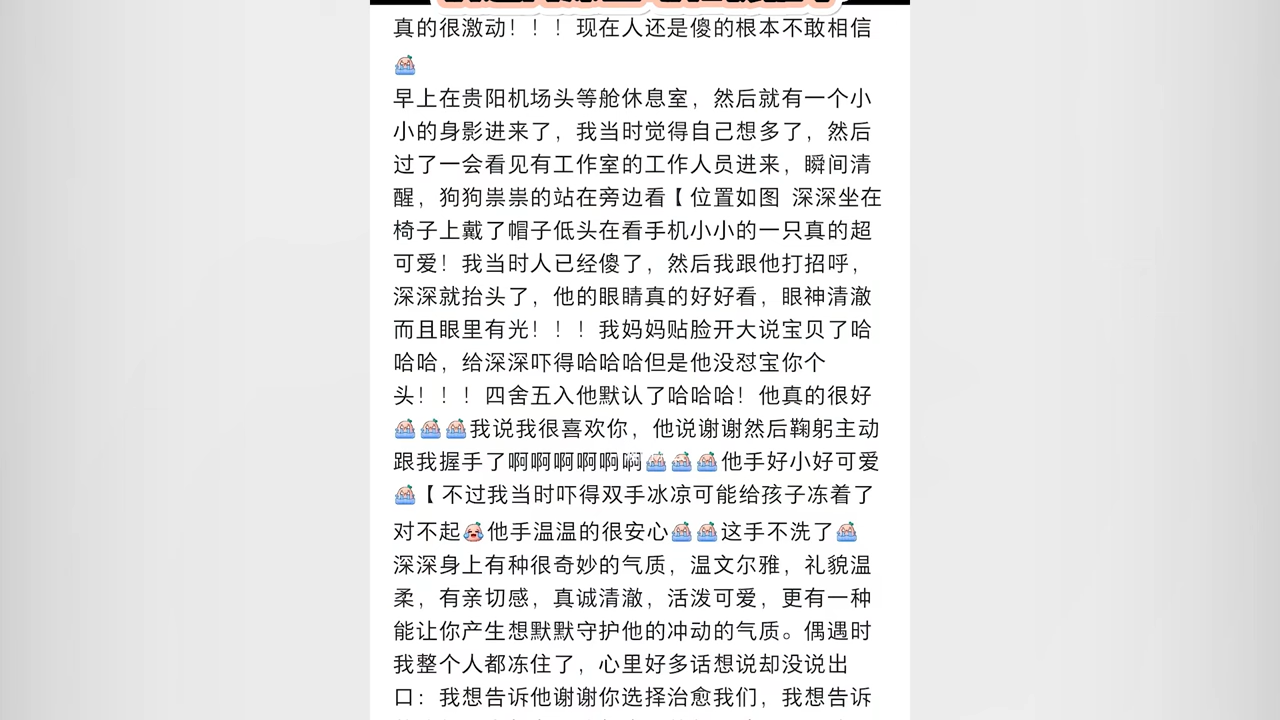 真的很激动！！！现在人还是傻的根本不敢相信
早上在贵阳机场头等舱休息室，然后就有一个小
小的身影进来了，我当时觉得自己想多了，然后
过了一会看见有工作室的工作人员进来，瞬间清
醒，狗狗祟祟的站在旁边看【位置如图 深深坐在
椅子上戴了帽子低头在看手机小小的一只真的超
可爱！我当时人已经傻了，然后我跟他打招呼，
深深就抬头了，他的眼睛真的好好看，眼神清澈
而且眼里有光！！！我妈妈贴脸开大说宝贝了哈
哈哈，给深深吓得哈哈哈但是他没怼宝你个
头！！！四舍五入他默认了哈哈哈！他真的很好
我说我很喜欢你，他说谢谢然后鞠躬主动
跟我握手了啊啊啊啊啊啊他手好小好可爱
【不过我当时吓得双手冰凉可能给孩子冻着了
对不起他手温温的很安心这手不洗了
深深身上有种很奇妙的气质，温文尔雅，礼貌温
柔，有亲切感，真诚清澈，活泼可爱，更有一种
能让你产生想默默守护他的冲动的气质。偶遇时
我整个人都冻住了，心里好多话想说却没说出
口：我想告诉他谢谢你选择治愈我们，我想告诉